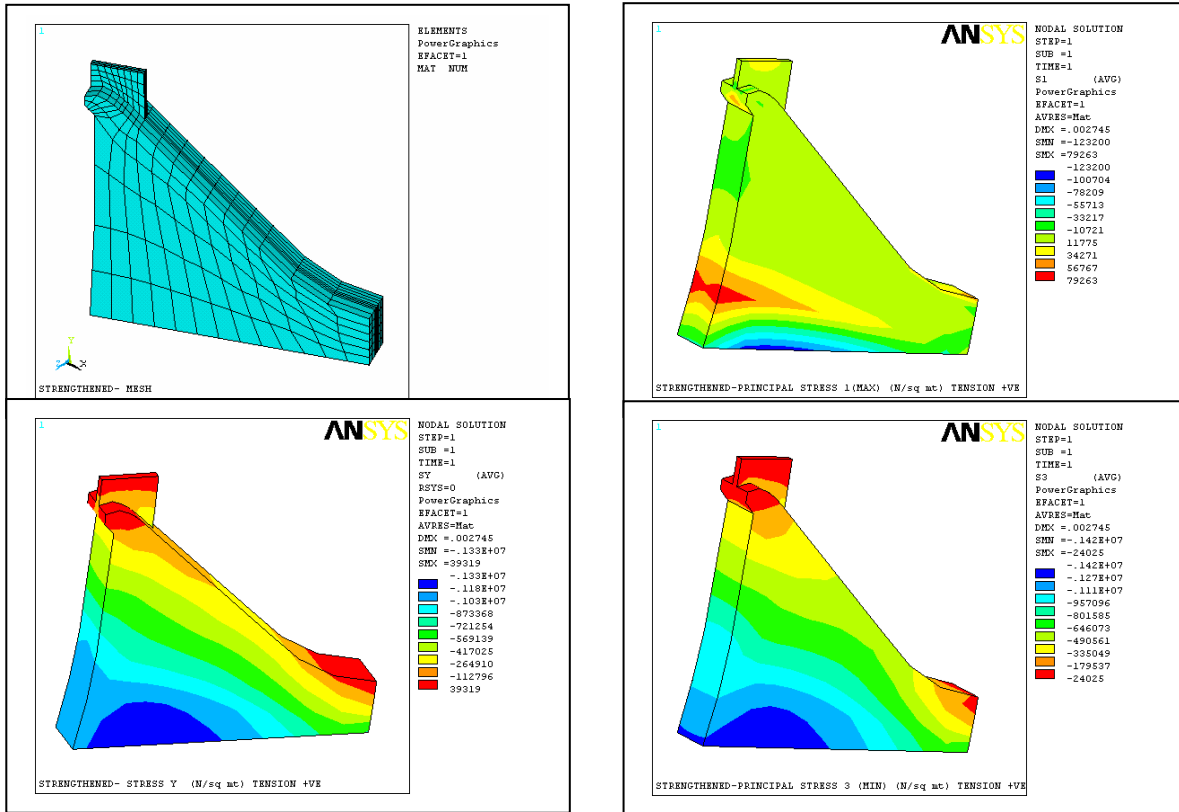 1
ELEMENTS
PowerGraphics
EFACET=1
MAT NUM
Y
STRENGTHENED- MESH
1
ANSYS
NODAL SOLUTION
STEP=1
SUB =1
TIME=1
S1 (AVG)
PowerGraphics
EFACET=1
AVRES=Mat
DMX =.002745
SMN =-123200
SMX =79263
-123200
-100704
-78209
-55713
-33217
-10721
11775
34271
56767
79263
STRENGTHENED-PRINCIPAL STRESS 1(MAX) (N/sq mt) TENSION +VE
1
ANSYS
NODAL SOLUTION
STEP=1
SUB =1
TIME=1
SY (AVG)
RSYS=0
PowerGraphics
EFACET=1
AVRES=Mat
DMX =.002745
SMN =-.133E+07
SMX =39319
-.133E+07
-.118E+07
-.103E+07
-873368
-721254
-569139
-417025
-264910
-112796
39319
STRENGTHENED- STRESS Y (N/sq mt) TENSION +VE
1
ANSYS
NODAL SOLUTION
STEP=1
SUB =1
TIME=1
S3 (AVG)
PowerGraphics
EFACET=1
AVRES=Mat
DMX =.002745
SMN =-.142E+07
SMX =-24025
-.142E+07
-.127E+07
-.111E+07
-957096
-801585
-646073
-490561
-335049
-179537
-24025
STRENGTHENED-PRINCIPAL STRESS 3 (MIN) (N/sq mt) TENSION +VE